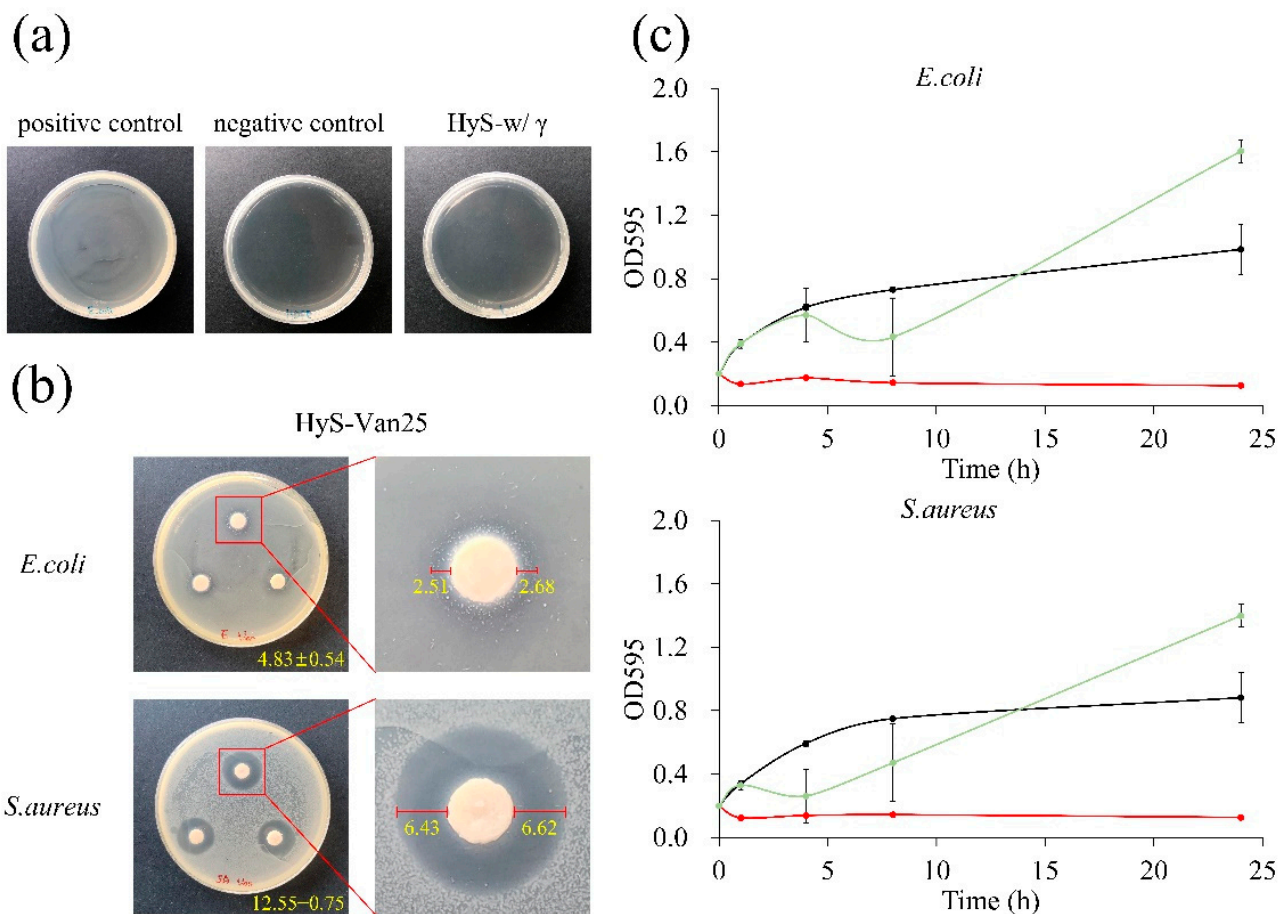 (a)
positive control negative control HyS-w/ γ
(b)
HyS-Van25
E.coli
2.51 2.68
4.83±0.54
S.aureus
6.43 6.62
12.55−0.75
(c)
E.coli
2.0
1.6
1.2
0.8
0.4
0.0
OD595
0 5 10 15 20 25
Time (h)
S.aureus
2.0
1.6
1.2
0.8
0.4
0.0
OD595
0 5 10 15 20 25
Time (h)